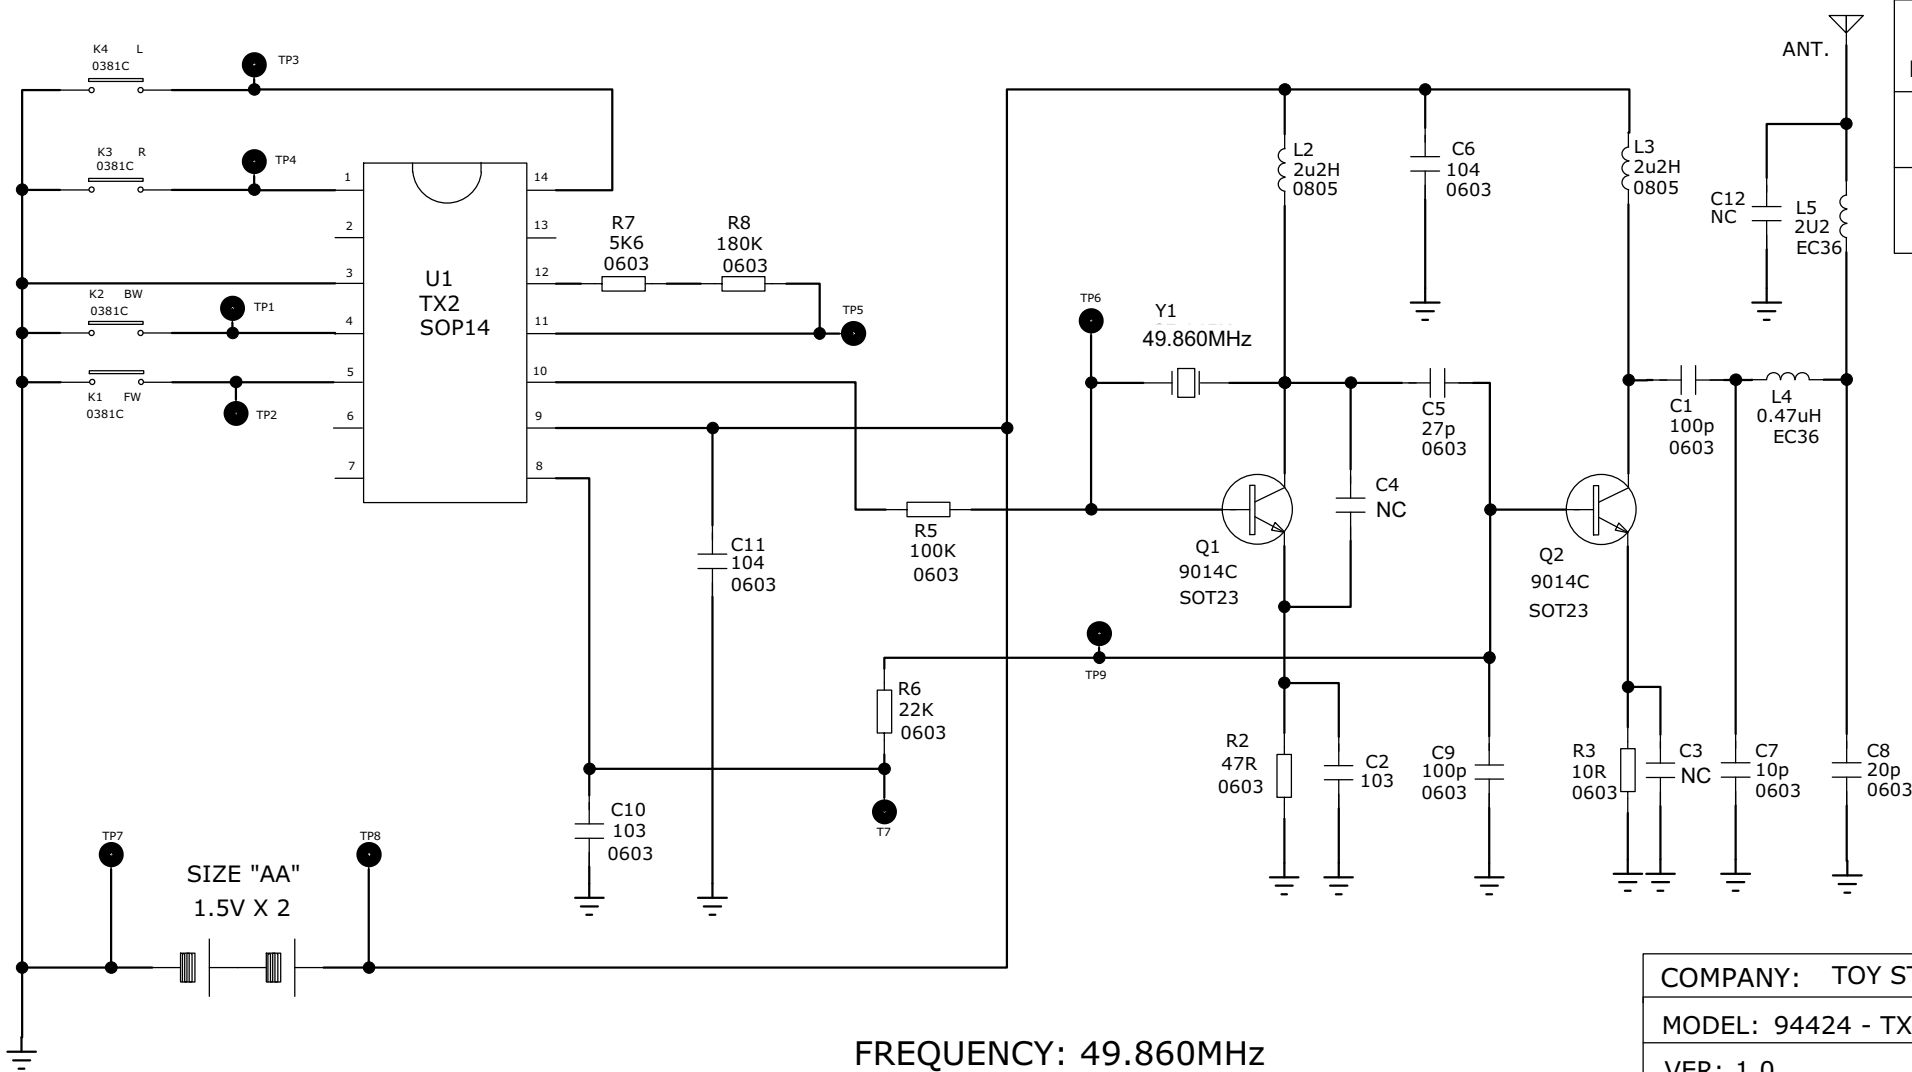 K4 L
0381C
TP3
K3 R
0381C
TP4
K2 BW
0381C
TP1
K1 FW
0381C
TP2
1
2
3
4
5
6
7
14
13
12
11
10
9
8
U1
TX2
SOP14
R7
5K6
0603
R8
180K
0603
TP5
C11
104
0603
R5
100K
0603
R6
22K
0603
T7
C10
103
0603
TP7
TP8
SIZE "AA"
1.5V X 2
TP6
Y1
49.860MHz
L2
2u2H
0805
C6
104
0603
L3
2u2H
0805
ANT.
C12
NC
L5
2U2
EC36
C5
27p
0603
C4
NC
Q1
9014C
SOT23
Q2
9014C
SOT23
C1
100p
0603
L4
0.47uH
EC36
TP9
R2
47R
0603
C2
103
C9
100p
0603
R3
10R
0603
C3
NC
C7
10p
0603
C8
20p
0603
FREQUENCY: 49.860MHz
COMPANY: TOY
MODEL: 94424 - TX
VER: 1.0